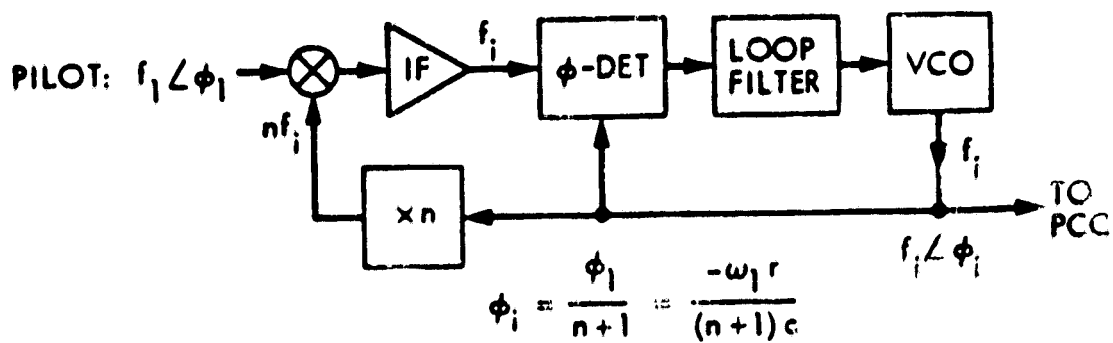 PILOT: f₁∠ϕ₁
IF
fᵢ
ϕ-DET
LOOP
FILTER
VCO
nfᵢ
×n
fᵢ
TO
PCC
fᵢ∠ϕᵢ
ϕᵢ = ϕ₁/(n+1) = -ω₁r/((n+1)c)